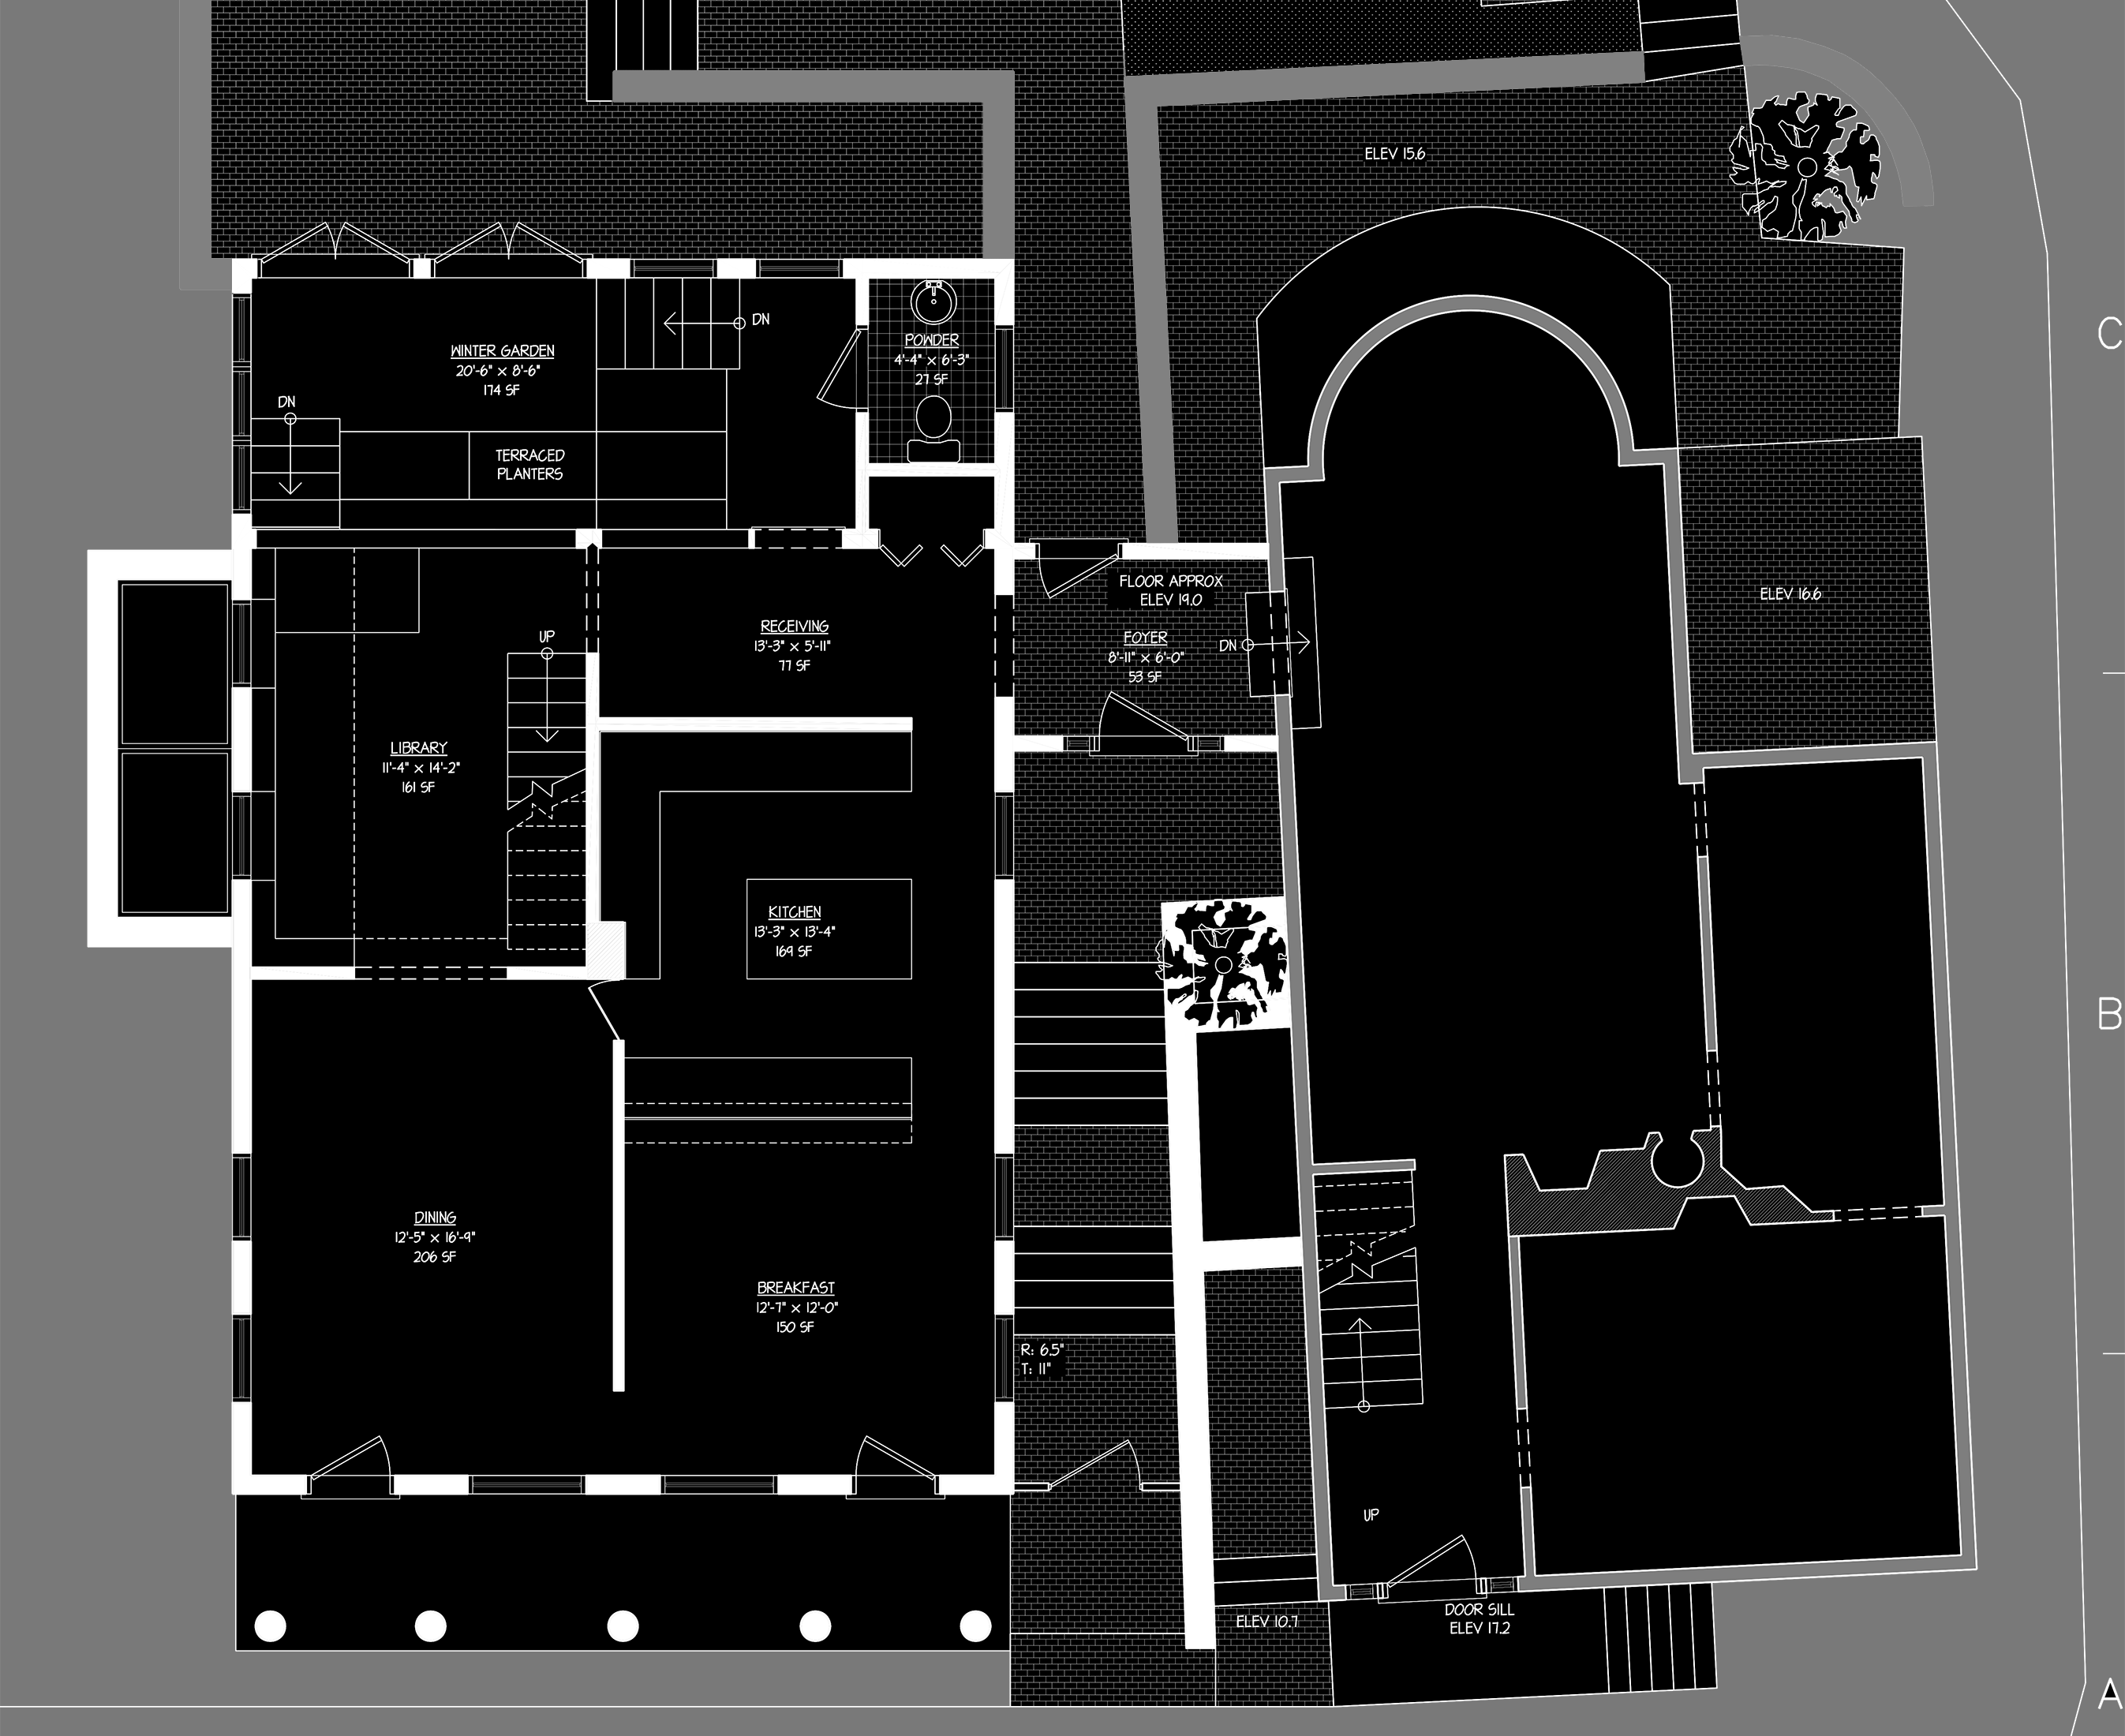 ELEV 15.6
C
DN
POWDER
4'-4" x 6'-3"
27 SF
WINTER GARDEN
20'-6" x 8'-6"
174 SF
DN
TERRACED
PLANTERS
FLOOR APPROX
ELEV 19.0
ELEV 16.6
RECEIVING
13'-3" x 5'-11"
77 SF
UP
FOYER
8'-11" x 6'-0"
53 SF
DN
LIBRARY
11'-4" x 14'-2"
161 SF
KITCHEN
13'-3" x 13'-4"
169 SF
B
DINING
12'-5" x 16'-9"
206 SF
BREAKFAST
12'-7" x 12'-0"
150 SF
R: 6.5"
T: 11"
UP
ELEV 10.7
DOOR SILL
ELEV 17.2
A